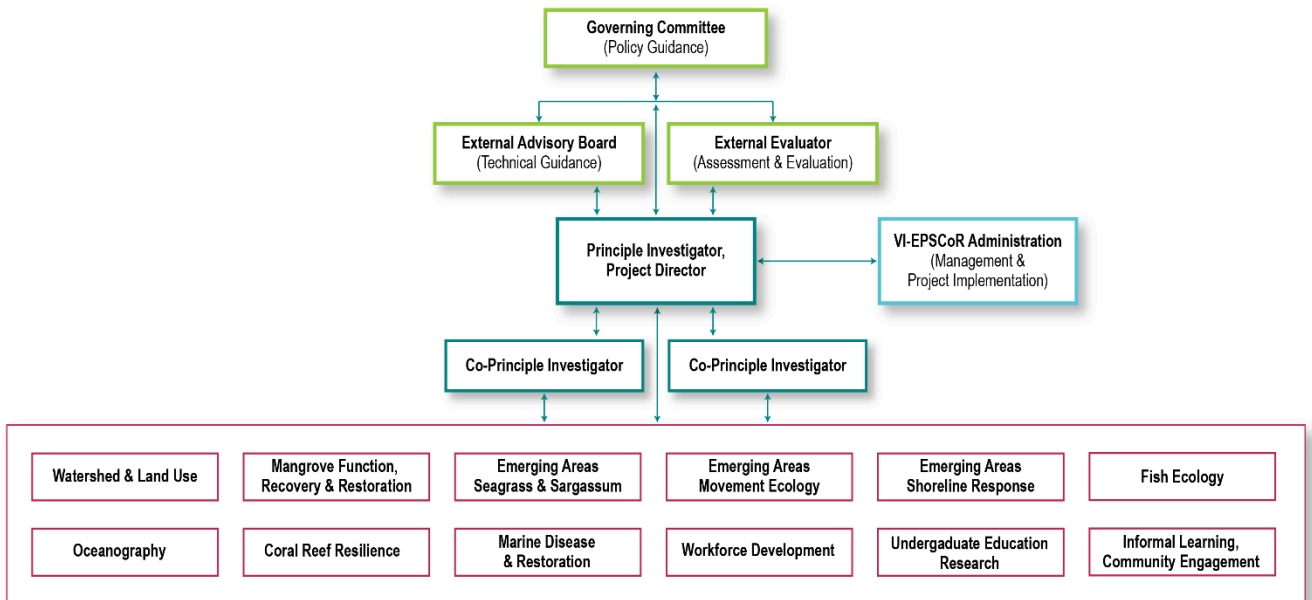 Governing Committee
(Policy Guidance)
External Advisory Board
(Technical Guidance)
External Evaluator
(Assessment & Evaluation)
Principle Investigator,
Project Director
VI-EPSCoR Administration
(Management &
Project Implementation)
Co-Principle Investigator
Co-Principle Investigator
Watershed & Land Use
Mangrove Function,
Recovery & Restoration
Emerging Areas
Seagrass & Sargassum
Emerging Areas
Movement Ecology
Emerging Areas
Shoreline Response
Fish Ecology
Oceanography
Coral Reef Resilience
Marine Disease
& Restoration
Workforce Development
Undergaduate Education
Research
Informal Learning,
Community Engagement